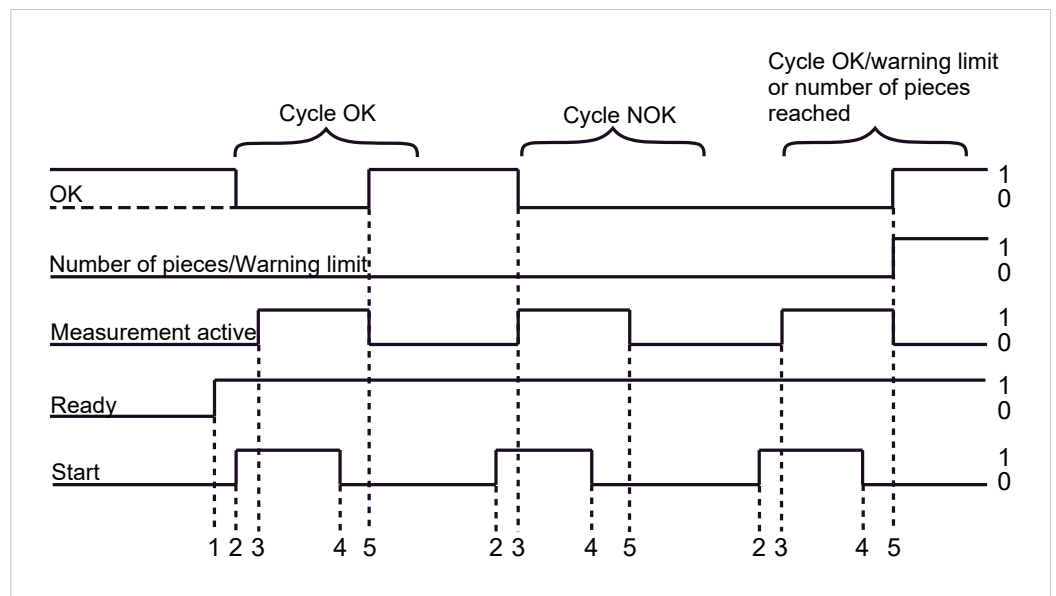 Cycle OK/warning limit
or number of pieces
reached
Cycle OK
Cycle NOK
OK
1
0
Number of pieces/Warning limit
1
0
Measurement active
1
0
Ready
1
0
Start
1
0
1 2 3 4 5 2 3 4 5 2 3 4 5